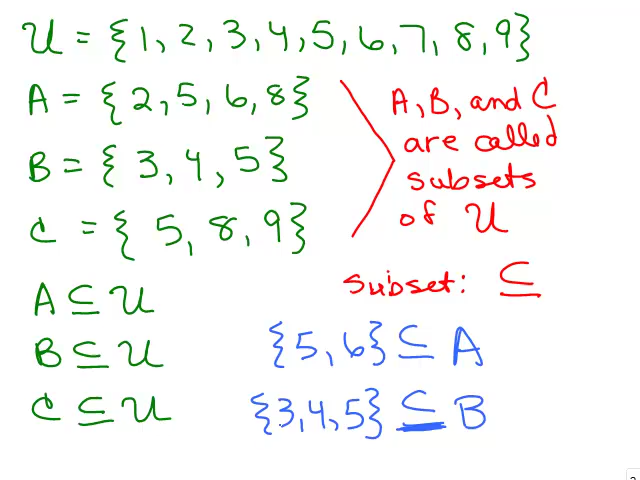 U = {1, 2, 3, 4, 5, 6, 7, 8, 9}
A = {2, 5, 6, 8}
B = {3, 4, 5}
C = {5, 8, 9}
A, B, and C
are called
subsets
of U
subset: ⊆
A ⊆ U
B ⊆ U
C ⊆ U
{5, 6} ⊆ A
{3, 4, 5} ⊆ B